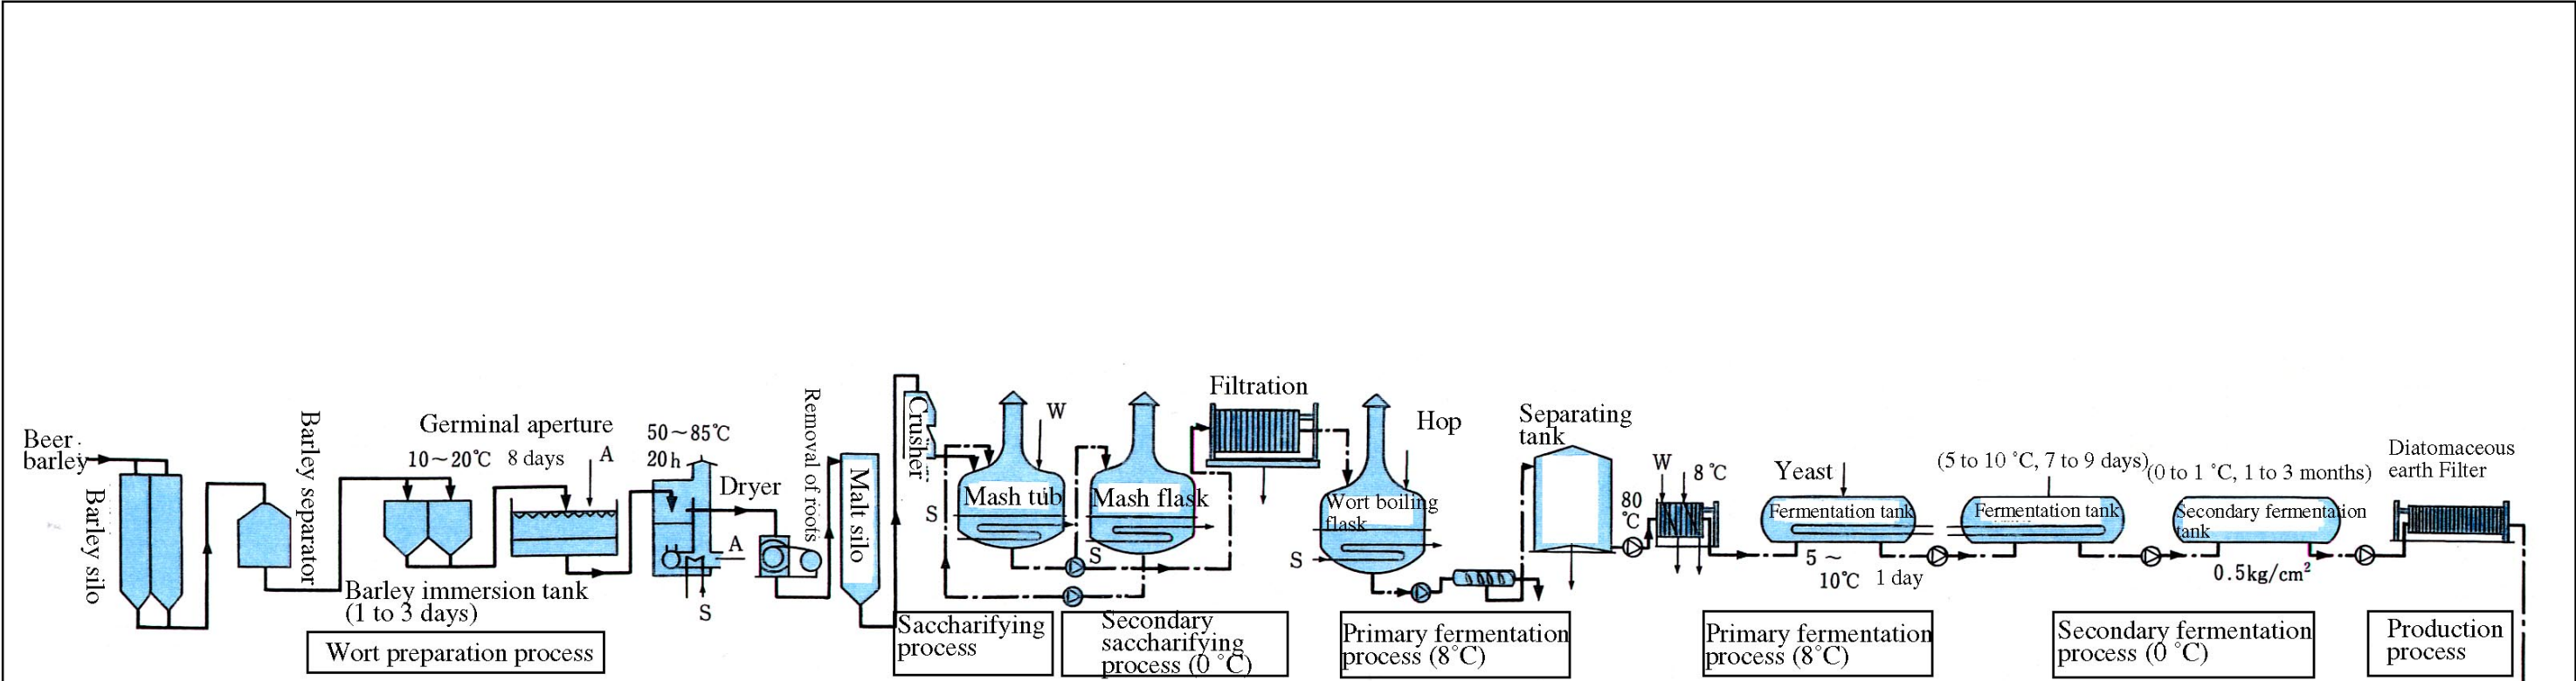 Beer
barley
Barley silo
Barley separator
Germinal aperture
10~20℃ 8 days A
Barley immersion tank
(1 to 3 days)
50~85℃
20h
Dryer
A
S
Removal of rootis
Malt silo
Crusher
W
Mash tub
S
Mash flask
S
Filtration
Hop
Wort boiling
flask
S
Separating
tank
80
℃
W
8 ℃
Yeast
Fermentation tank
5 ~
10℃ 1 day
(5 to 10 ˚C, 7 to 9 days)
Fermentation tank
(0 to 1 ˚C, 1 to 3 months)
Secondary fermentation
tank
0.5kg/cm²
Diatomaceous
earth Filter
Wort preparation process
Saccharifying
process
Secondary
saccharifying
process (0 ˚C)
Primary fermentation
process (8˚C)
Primary fermentation
process (8˚C)
Secondary fermentation
process (0 ˚C)
Production
process